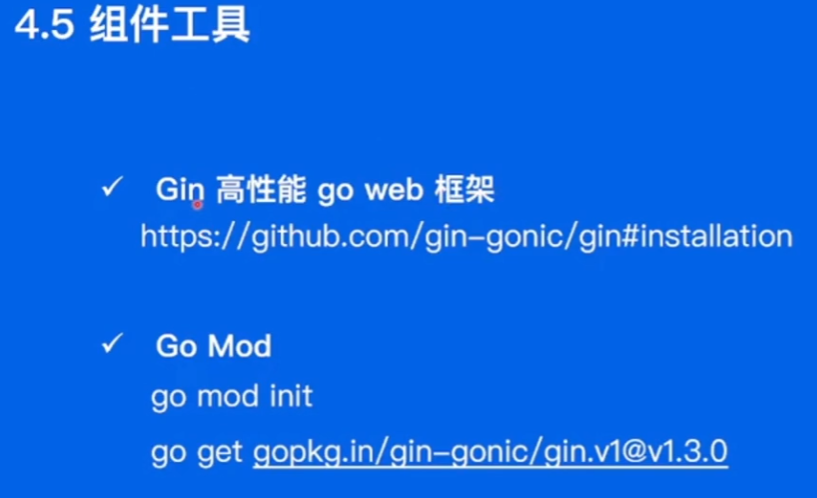 4.5 组件工具
✓ Gin 高性能 go web 框架
https://github.com/gin-gonic/gin#installation
✓ Go Mod
go mod init
go get gopkg.in/gin-gonic/gin.v1@v1.3.0